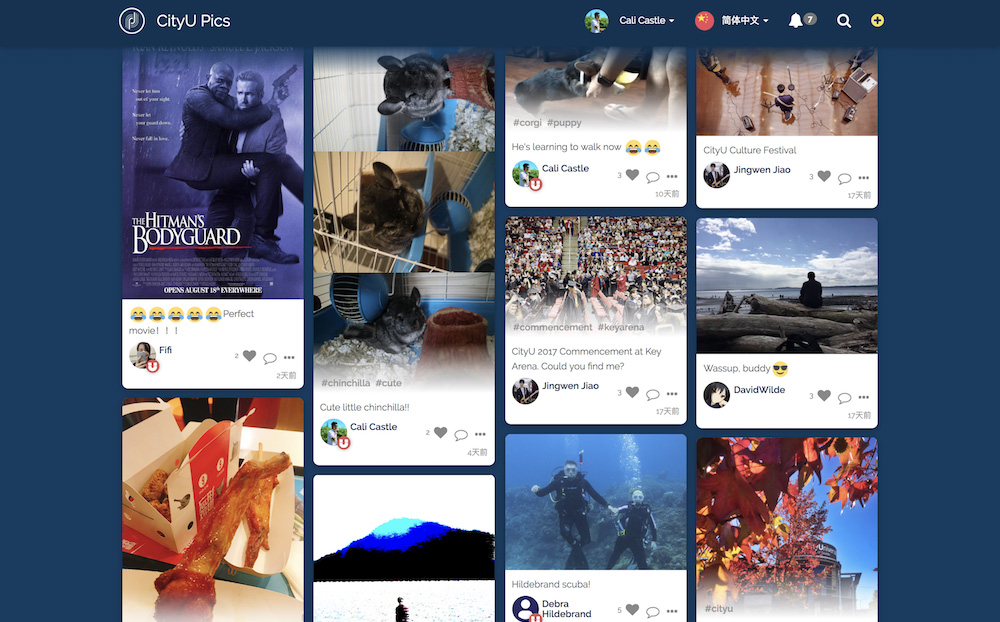 CityU Pics
Cali Castle
简体中文
7
RYAN REYNOLDS SAMUEL L. JACKSON
Never let them
out of your sight.
Never let
your guard down.
Never fall in love.
THE HITMAN'S
BODYGUARD
OPENS AUGUST 18th EVERYWHERE
😂😂😂😂😂Perfect
movie！！！
Fifi
2
2天前
#chinchilla #cute
Cute little chinchilla!!
Cali Castle
2
4天前
#corgi #puppy
He's learning to walk now 😂😂
Cali Castle
3
10天前
#commencement #keyarena
CityU 2017 Commencement at Key
Arena. Could you find me?
Jingwen Jiao
3
17天前
Hildebrand scuba!
Debra
Hildebrand
5
CityU Culture Festival
Jingwen Jiao
3
17天前
Wassup, buddy😎
DavidWilde
3
17天前
#cityu